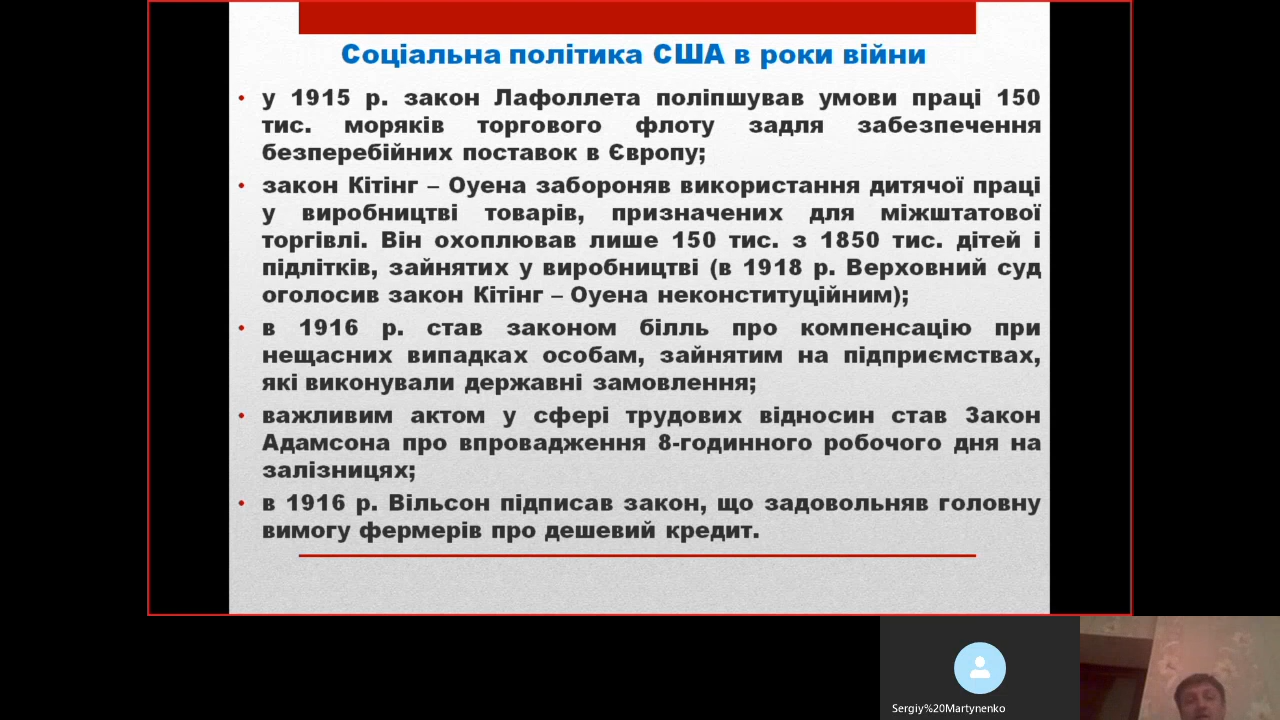 Соціальна політика США в роки війни
• у 1915 р. закон Лафоллета поліпшував умови праці 150
тис. моряків торгового флоту задля забезпечення
безперебійних поставок в Європу;
• закон Кітінг – Оуена забороняв використання дитячої праці
у виробництві товарів, призначених для міжштатової
торгівлі. Він охоплював лише 150 тис. з 1850 тис. дітей і
підлітків, зайнятих у виробництві (в 1918 р. Верховний суд
оголосив закон Кітінг – Оуена неконституційним);
• в 1916 р. став законом білль про компенсацію при
нещасних випадках особам, зайнятим на підприємствах,
які виконували державні замовлення;
• важливим актом у сфері трудових відносин став Закон
Адамсона про впровадження 8-годинного робочого дня на
залізницях;
• в 1916 р. Вільсон підписав закон, що задовольняв головну
вимогу фермерів про дешевий кредит.
Sergiy%20Martynenko